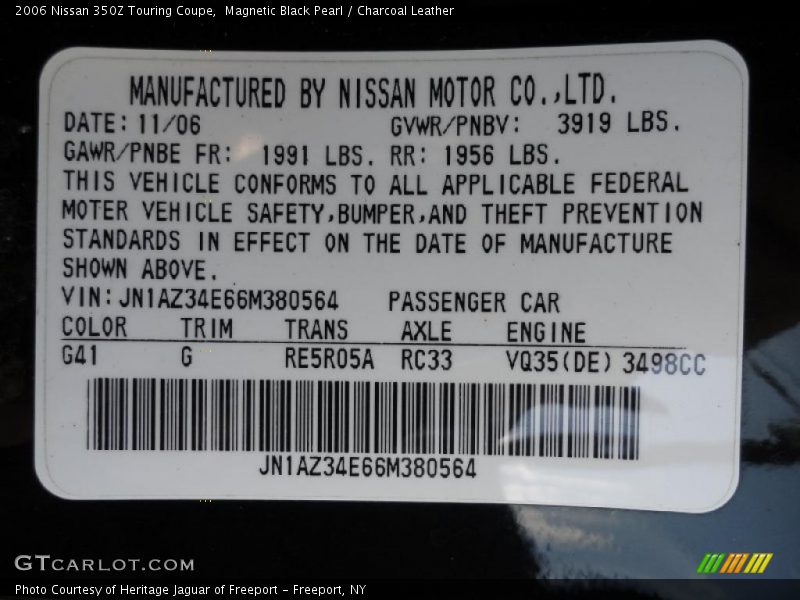 2006 Nissan 350Z Touring Coupe,  Magnetic Black Pearl / Charcoal Leather
MANUFACTURED BY NISSAN MOTOR CO.,LTD.
DATE: 11/06 GVWR/PNBV: 3919 LBS.
GAWR/PNBE FR: 1991 LBS. RR: 1956 LBS.
THIS VEHICLE CONFORMS TO ALL APPLICABLE FEDERAL
MOTER VEHICLE SAFETY,BUMPER,AND THEFT PREVENTION
STANDARDS IN EFFECT ON THE DATE OF MANUFACTURE
SHOWN ABOVE.
VIN: JN1AZ34E66M380564 PASSENGER CAR
COLOR TRIM TRANS AXLE ENGINE
G41 G RE5R05A RC33 VQ35(DE) 3498CC
JN1AZ34E66M380564
GTCARLOT.COM
Photo Courtesy of Heritage Jaguar of Freeport – Freeport, NY